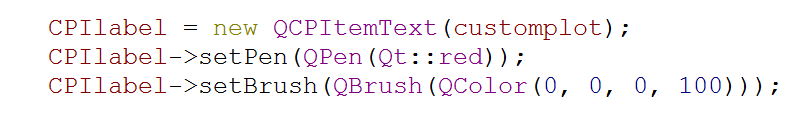 CPIlabel = new QCPItemText(customplot);
CPIlabel->setPen(QPen(Qt::red));
CPIlabel->setBrush(QBrush(QColor(0, 0, 0, 100)));